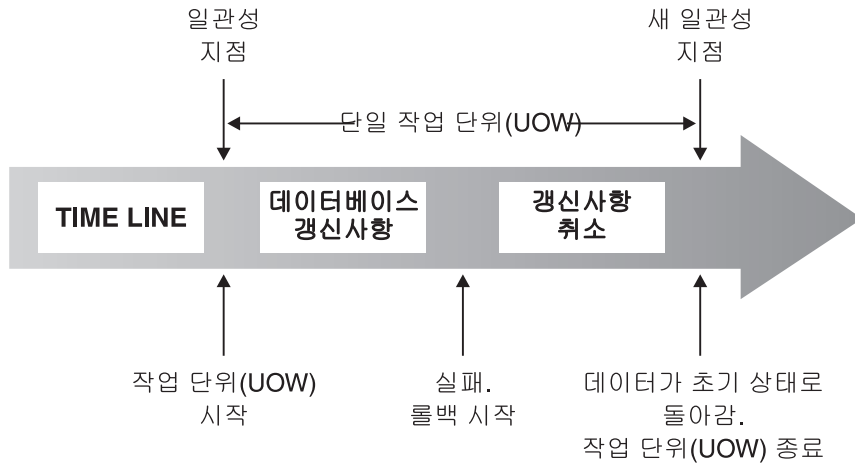 일관성
지점
새 일관성
지점
단일 작업 단위(UOW)
TIME LINE
데이터베이스
갱신사항
갱신사항
취소
작업 단위(UOW)
시작
실패.
롤백 시작
데이터가 초기 상태로
돌아감.
작업 단위(UOW) 종료